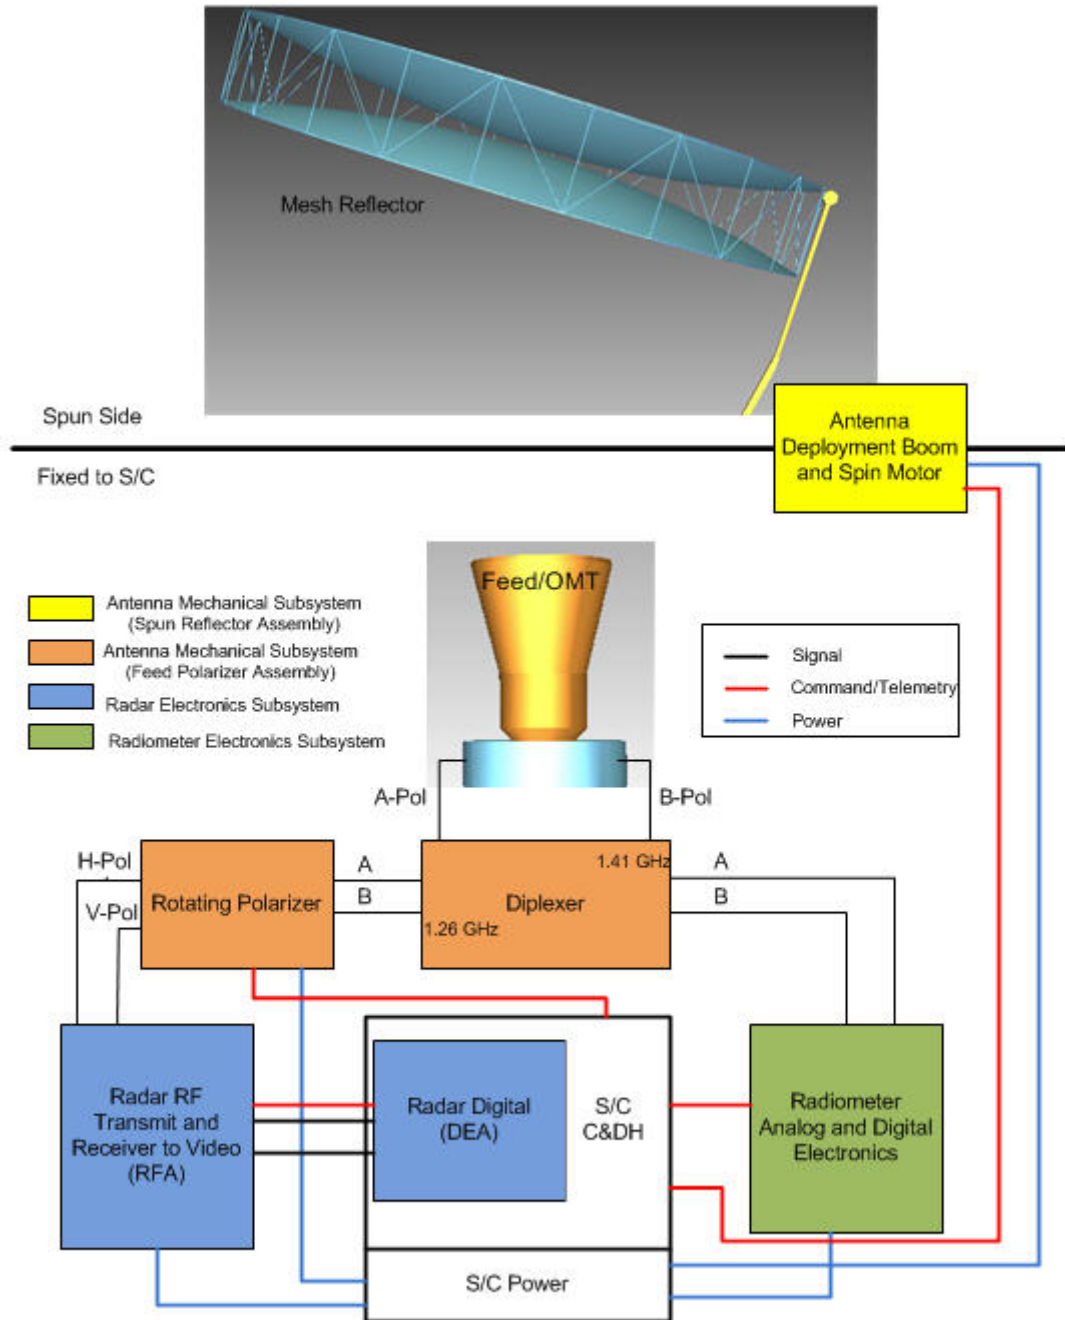 Mesh Reflector
Spun Side
Antenna
Deployment Boom
and Spin Motor
Fixed to S/C
Feed/OMT
Antenna Mechanical Subsystem
(Spun Reflector Assembly)
Antenna Mechanical Subsystem
(Feed Polarizer Assembly)
Radar Electronics Subsystem
Radiometer Electronics Subsystem
Signal
Command/Telemetry
Power
A-Pol
B-Pol
H-Pol
V-Pol
Rotating Polarizer
A
B
1.41 GHz
Diplexer
1.26 GHz
A
B
Radar RF
Transmit and
Receiver to Video
(RFA)
Radar Digital
(DEA)
S/C
C&DH
Radiometer
Analog and Digital
Electronics
S/C Power